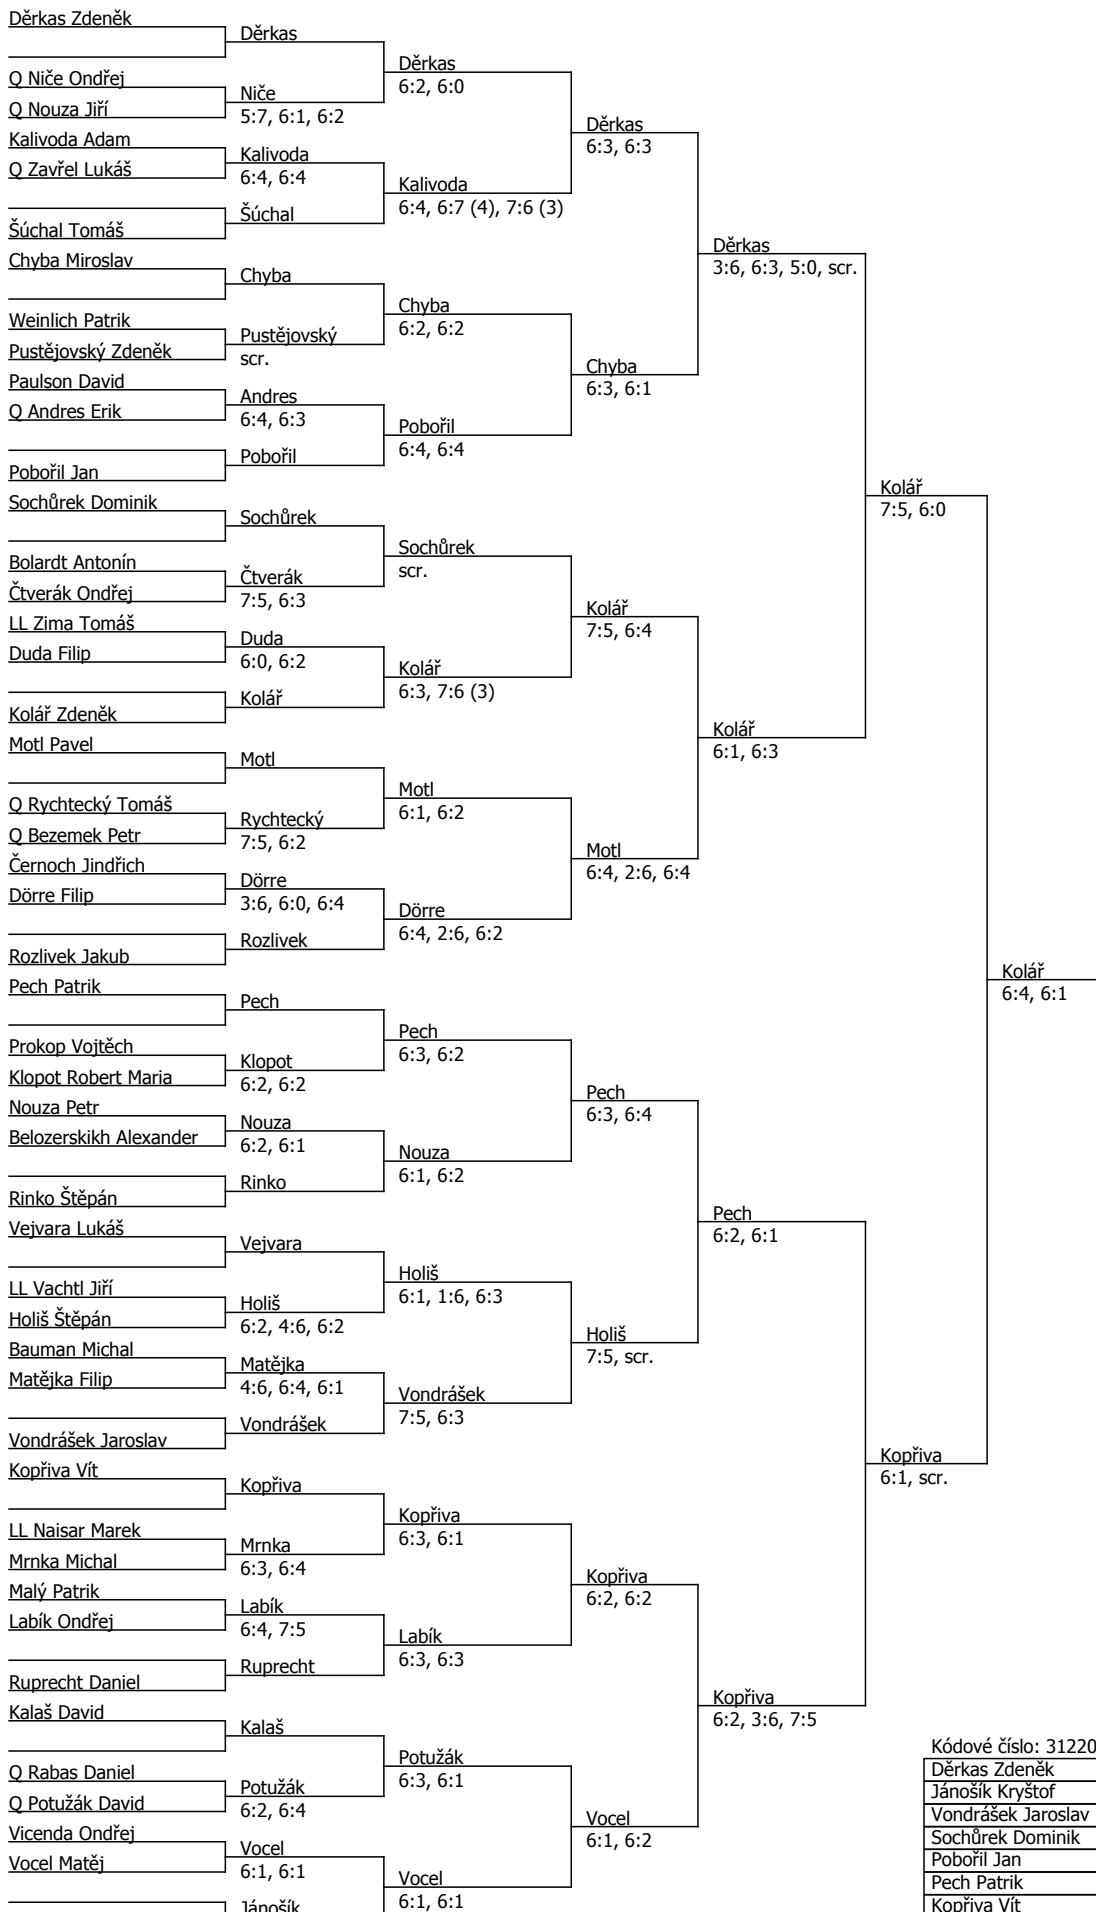 Děrkas Zdeněk
Q Niče Ondřej
Q Nouza Jiří
Kalivoda Adam
Q Zavřel Lukáš
Šúchal Tomáš
Chyba Miroslav
Weinlich Patrik
Pustějovský Zdeněk
Paulson David
Q Andres Erik
Pobořil Jan
Sochůrek Dominik
Bolardt Antonín
Čtverák Ondřej
LL Zima Tomáš
Duda Filip
Kolář Zdeněk
Motl Pavel
Q Rychtecký Tomáš
Q Bezemek Petr
Černoch Jindřich
Dörre Filip
Rozlivek Jakub
Pech Patrik
Prokop Vojtěch
Klopot Robert Maria
Nouza Petr
Belozerskikh Alexander
Rinko Štěpán
Vejvara Lukáš
LL Vachtl Jiří
Holiš Štěpán
Bauman Michal
Matějka Filip
Vondrášek Jaroslav
Kopřiva Vít
LL Naisar Marek
Mrnka Michal
Malý Patrik
Labík Ondřej
Ruprecht Daniel
Kalaš David
Q Rabas Daniel
Q Potužák David
Vicenda Ondřej
Vocel Matěj
Děrkas
Niče
5:7, 6:1, 6:2
Kalivoda
6:4, 6:4
Šúchal
Chyba
Pustějovský
scr.
Andres
6:4, 6:3
Pobořil
Sochůrek
Čtverák
7:5, 6:3
Duda
6:0, 6:2
Kolář
Motl
Rychtecký
7:5, 6:2
Dörre
3:6, 6:0, 6:4
Rozlivek
Pech
Klopot
6:2, 6:2
Nouza
6:2, 6:1
Rinko
Vejvara
Holiš
6:2, 4:6, 6:2
Matějka
4:6, 6:4, 6:1
Vondrášek
Kopřiva
Mrnka
6:3, 6:4
Labík
6:4, 7:5
Ruprecht
Kalaš
Potužák
6:2, 6:4
Vocel
6:1, 6:1
Jánošík
Děrkas
6:2, 6:0
Kalivoda
6:4, 6:7 (4), 7:6 (3)
Chyba
6:2, 6:2
Pobořil
6:4, 6:4
Sochůrek
scr.
Kolář
6:3, 7:6 (3)
Motl
6:1, 6:2
Dörre
6:4, 2:6, 6:2
Pech
6:3, 6:2
Nouza
6:1, 6:2
Holiš
6:1, 1:6, 6:3
Vondrášek
7:5, 6:3
Kopřiva
6:3, 6:1
Labík
6:3, 6:3
Potužák
6:3, 6:1
Vocel
6:1, 6:1
Děrkas
6:3, 6:3
Chyba
6:3, 6:1
Kolář
7:5, 6:4
Motl
6:4, 2:6, 6:4
Pech
6:3, 6:4
Holiš
7:5, scr.
Kopřiva
6:2, 6:2
Vocel
6:1, 6:2
Děrkas
3:6, 6:3, 5:0, scr.
Kolář
6:1, 6:3
Pech
6:2, 6:1
Kopřiva
6:2, 3:6, 7:5
Kolář
7:5, 6:0
Kopřiva
6:1, scr.
Kolář
6:4, 6:1
Kódové číslo: 31220
Děrkas Zdeněk
Jánošík Kryštof
Vondrášek Jaroslav
Sochůrek Dominik
Pobořil Jan
Pech Patrik
Kopřiva Vít